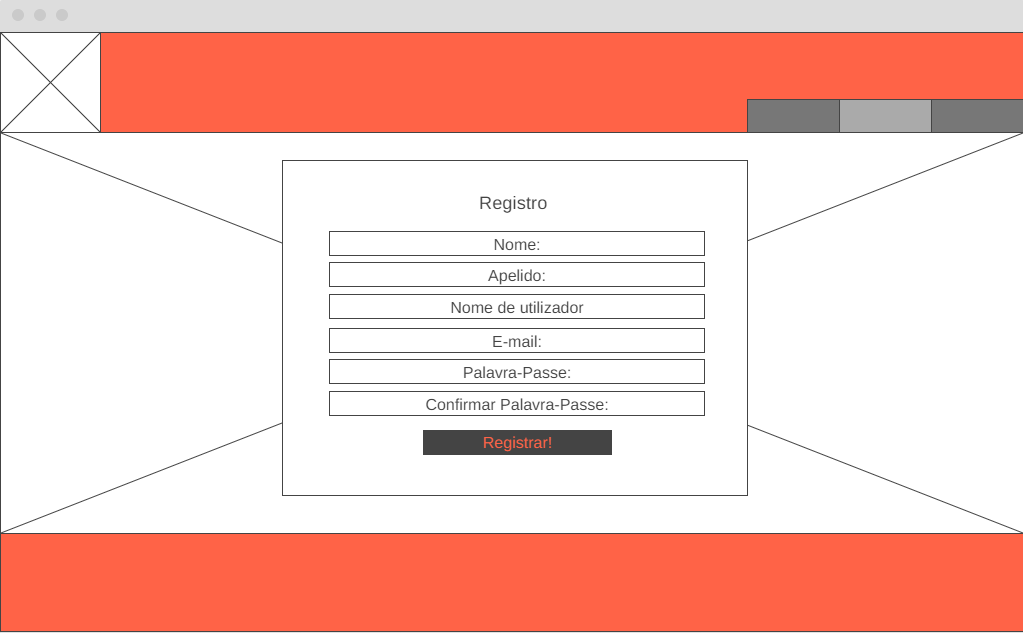 Registro
Nome:
Apelido:
Nome de utilizador
E-mail:
Palavra-Passe:
Confirmar Palavra-Passe:
Registrar!